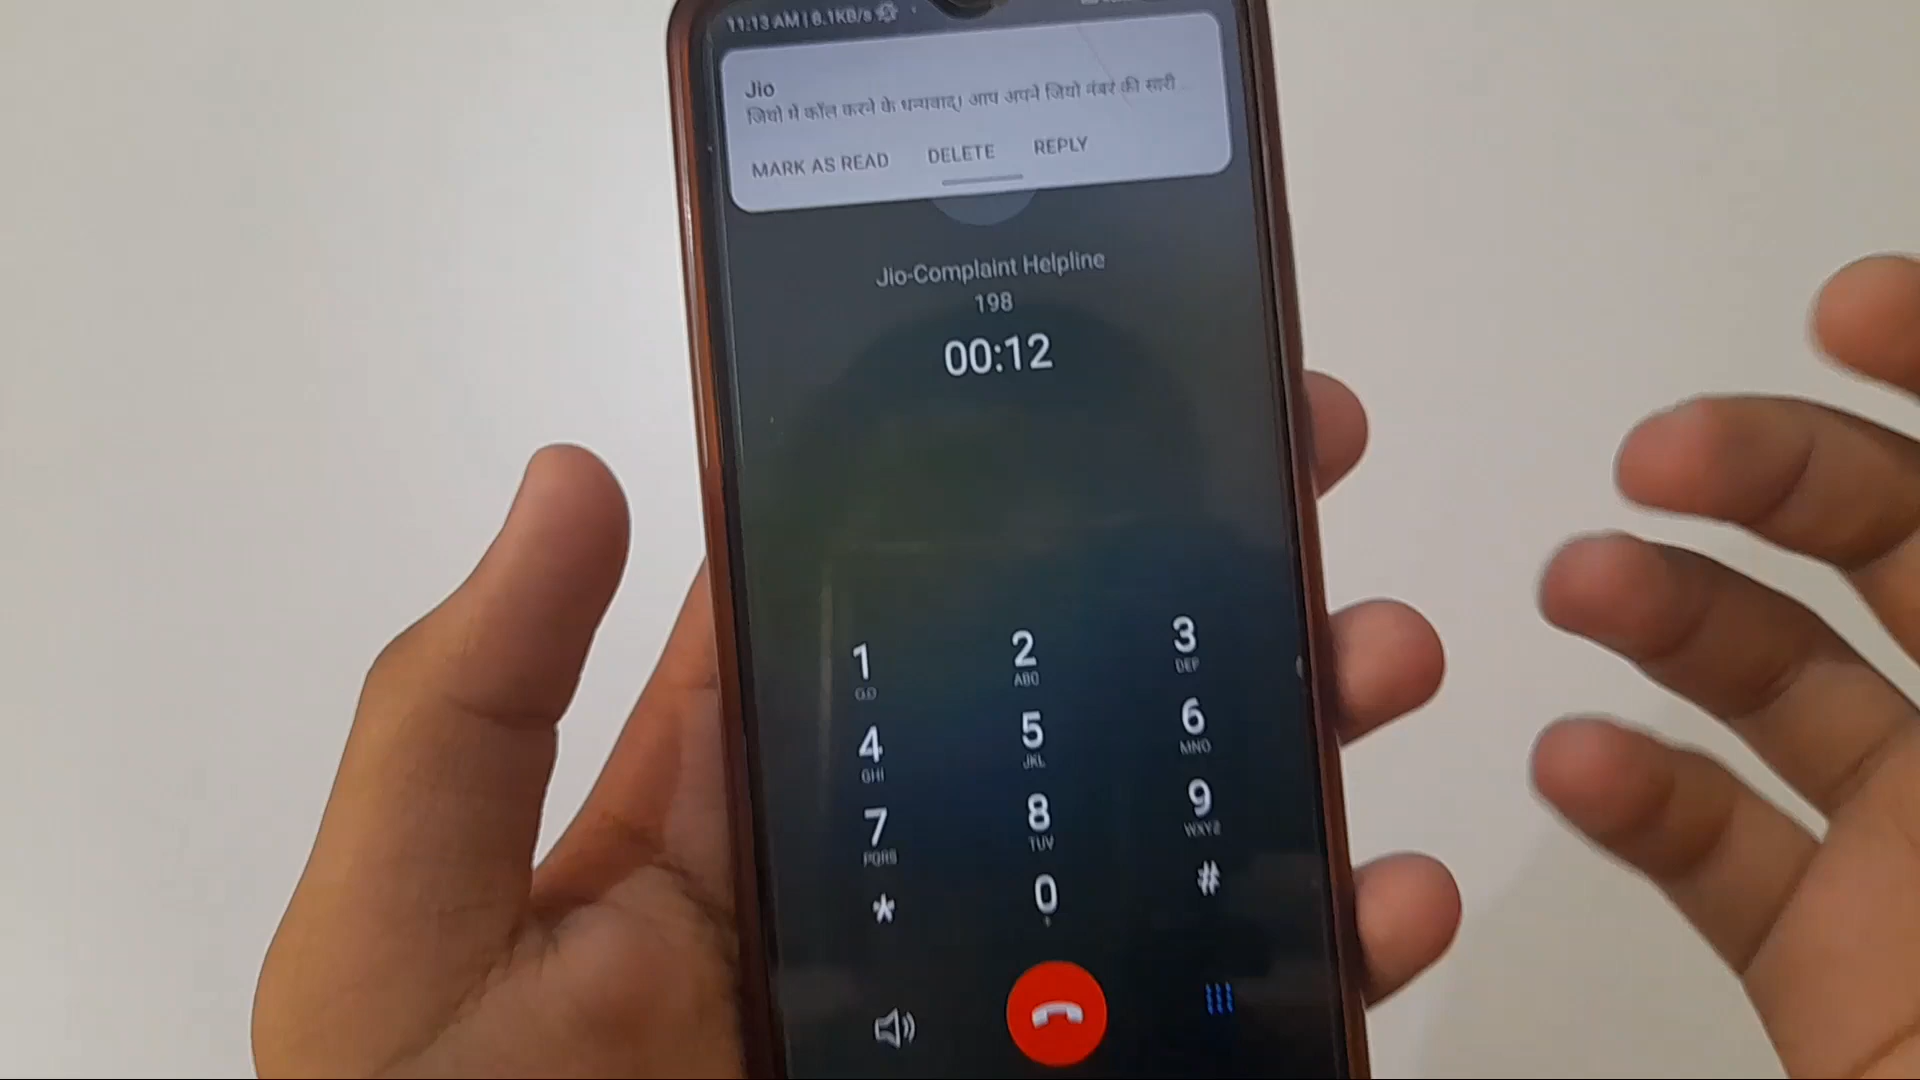 11:13 AM | 8.1KB/s
Jio
जियो में कॉल करने के धन्यवाद। आप अपने जियो नंबर की सारी ...
MARK AS READ DELETE REPLY
Jio-Complaint Helpline
198
00:12
1 2 3
ABC DEF
4 5 6
GHI JKL MNO
7 8 9
PQRS TUV WXYZ
* 0 #